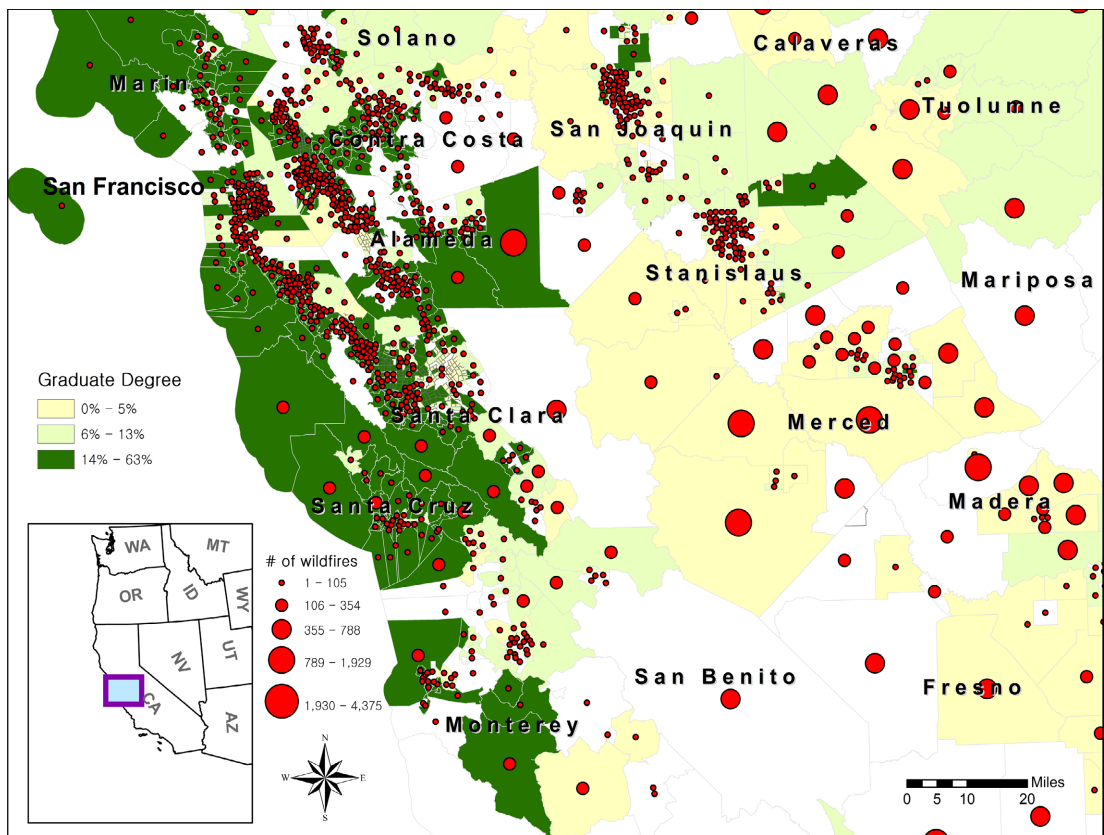 Solano
Calaveras
Marin
Tuolumne
San Joaquin
Contra Costa
San Francisco
Alameda
Stanislaus
Mariposa
Graduate Degree
0% - 5%
6% - 13%
14% - 63%
Santa Clara
Merced
Santa Cruz
Madera
WA
MT
OR
ID
WY
NV
UT
CA
AZ
# of wildfires
1 - 105
106 - 354
355 - 788
789 - 1,929
1,930 - 4,375
San Benito
Fresno
Monterey
N
W
E
S
Miles
0 5 10 20